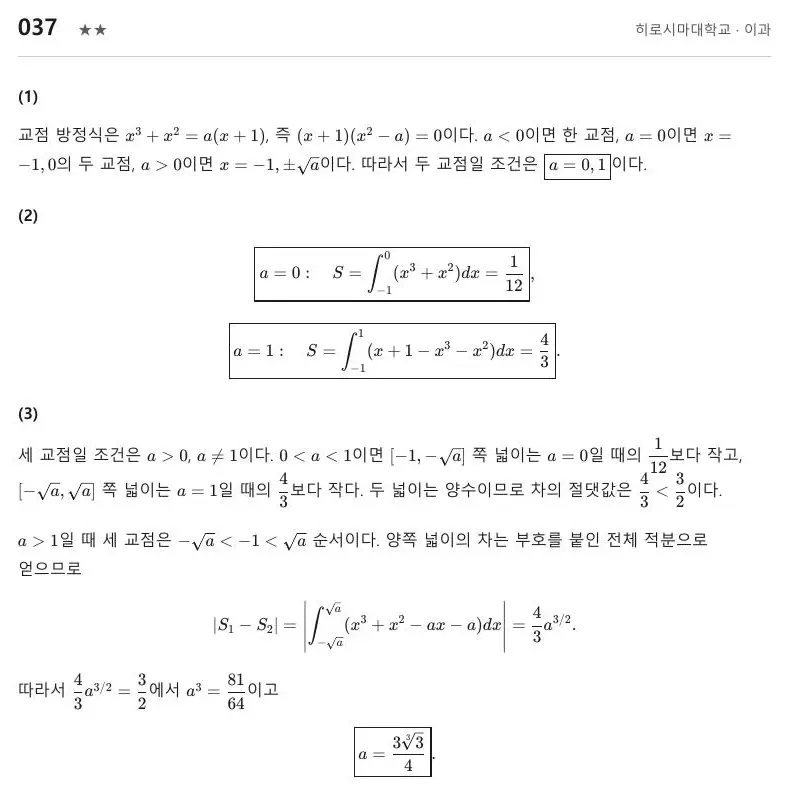 037 ★★ 히로시마대학교 · 이과
(1)
교점 방정식은 x³ + x² = a(x + 1), 즉 (x + 1)(x² − a) = 0이다. a < 0이면 한 교점, a = 0이면 x =
−1, 0의 두 교점, a > 0이면 x = −1, ±√a이다. 따라서 두 교점일 조건은 a = 0, 1이다.
(2)
a = 0 : S = ∫_{−1}^{0} (x³ + x²)dx = 1/12,
a = 1 : S = ∫_{−1}^{1} (x + 1 − x³ − x²)dx = 4/3.
(3)
세 교점일 조건은 a > 0, a ≠ 1이다. 0 < a < 1이면 [−1, −√a] 쪽 넓이는 a = 0일 때의 1/12보다 작고,
[−√a, √a] 쪽 넓이는 a = 1일 때의 4/3보다 작다. 두 넓이는 양수이므로 차의 절댓값은 4/3 < 3/2이다.
a > 1일 때 세 교점은 −√a < −1 < √a 순서이다. 양쪽 넓이의 차는 부호를 붙인 전체 적분으로
얻으므로
|S₁ − S₂| = |∫_{−√a}^{√a} (x³ + x² − ax − a)dx| = 4/3 a^{3/2}.
따라서 4/3 a^{3/2} = 3/2에서 a³ = 81/64이고
a = 3∛3/4.